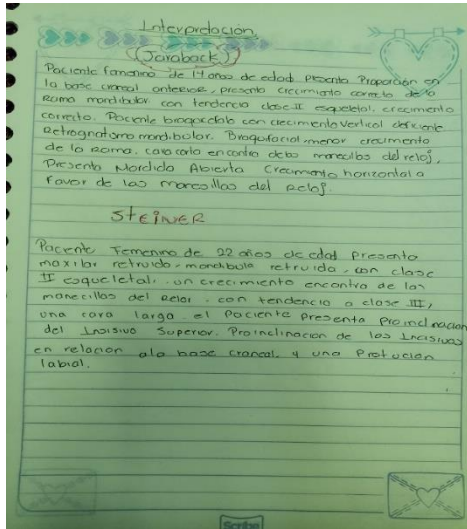 Interpretación
(Jaraback)
Paciente femenino de 14 años de edad. Presenta Proporción en
la base craneal anterior, presento crecimiento correcto de la
Rama mandibular con tendencia clase II esqueletal, crecimiento
correcto. Paciente braquicefalo con crecimiento vertical deficiente
Retrognatismo mandibular. Braquifacial, menor crecimiento
de la Rama, cara corta encontra de las manecillas del reloj,
Presenta Mordida Abierta Crecimiento horizontal a
favor de las manecillas del Reloj.
STEINER
Paciente Femenino de 22 años de edad presenta
maxilar retruido, mandibula retruida, con clase
II esqueletal. un crecimiento encontra de las
manecillas del Reloj, con tendencia a clase III,
una cara larga. el Paciente presenta proinclinacion
del Incisivo Superior. Proinclinacion de los Incisivos
en relacion ala base craneal. y una Protucion
labial.
Scribe